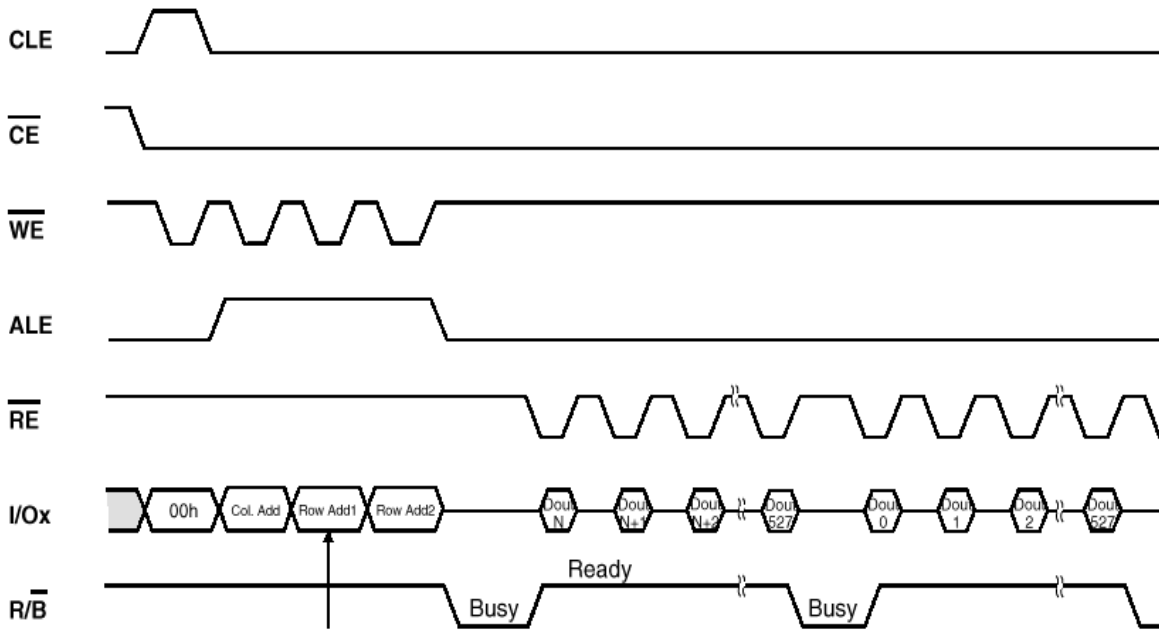 CLE
CE
WE
ALE
RE
I/Ox 00h Col. Add Row Add1 Row Add2 Dout N Dout N+1 Dout N+2 Dout 527 Dout 0 Dout 1 Dout 2 Dout 527
Ready
R/B Busy Busy